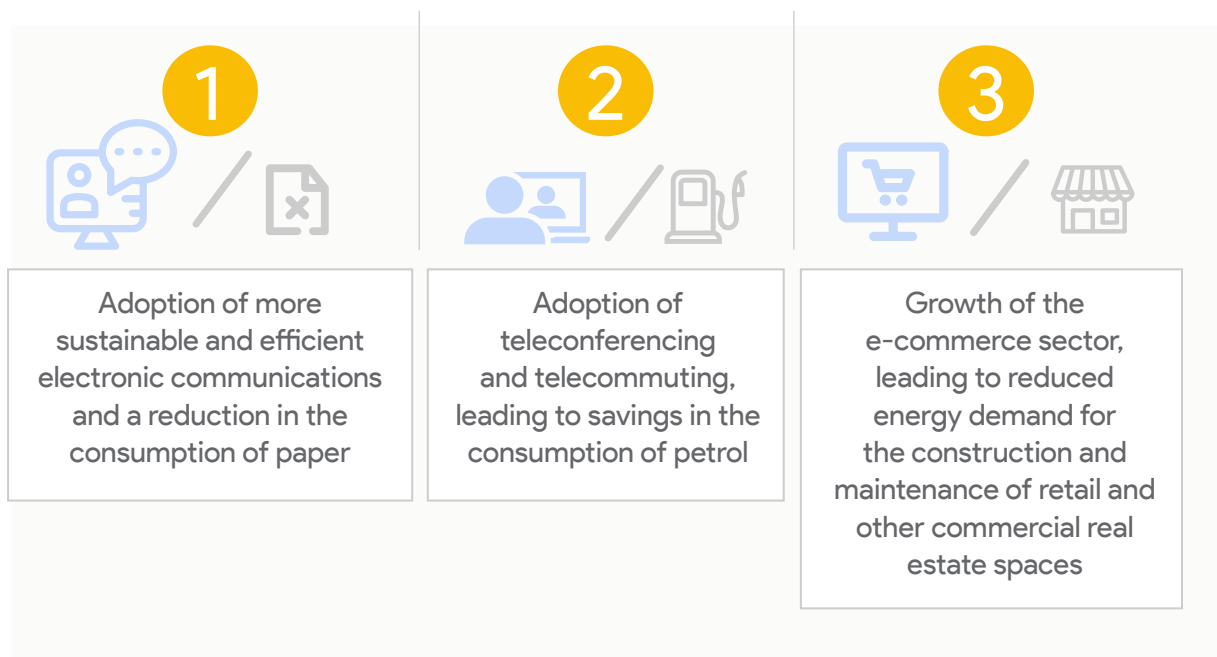 1
Adoption of more
sustainable and efficient
electronic communications
and a reduction in the
consumption of paper
2
Adoption of
teleconferencing
and telecommuting,
leading to savings in the
consumption of petrol
3
Growth of the
e-commerce sector,
leading to reduced
energy demand for
the construction and
maintenance of retail and
other commercial real
estate spaces